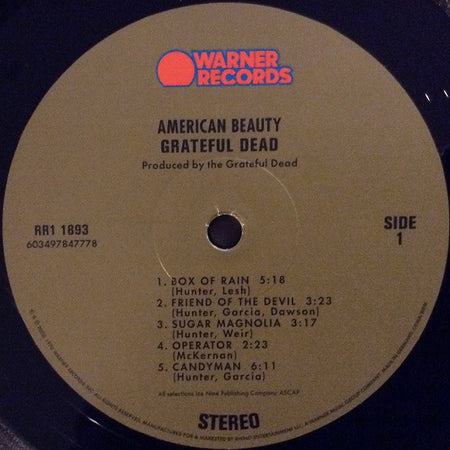 WARNER
RECORDS
AMERICAN BEAUTY
GRATEFUL DEAD
Produced by the Grateful Dead
RR1 1893
603497847778
SIDE
1
1. BOX OF RAIN 5:18
(Hunter, Lesh)
2. FRIEND OF THE DEVIL 3:23
(Hunter, Garcia, Dawson)
3. SUGAR MAGNOLIA 3:17
(Hunter, Weir)
4. OPERATOR 2:23
(McKernan)
5. CANDYMAN 6:11
(Hunter, Garcia)
All selections Ice Nine Publishing Company ASCAP
STEREO